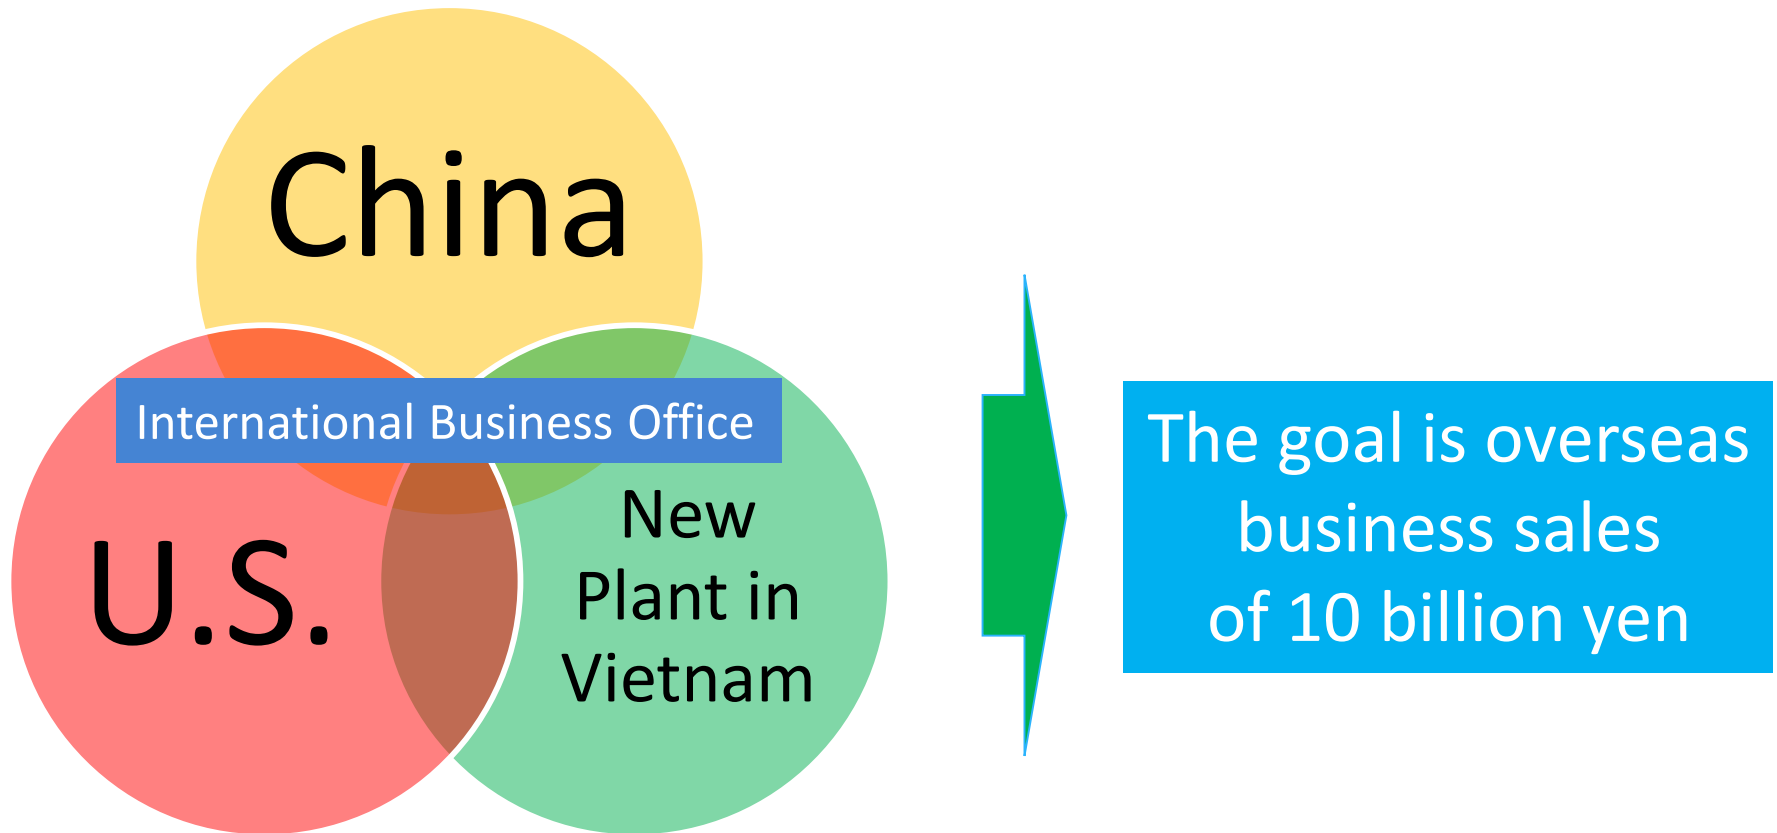 China
International Business Office
U.S.
New
Plant in
Vietnam
The goal is overseas
business sales
of 10 billion yen